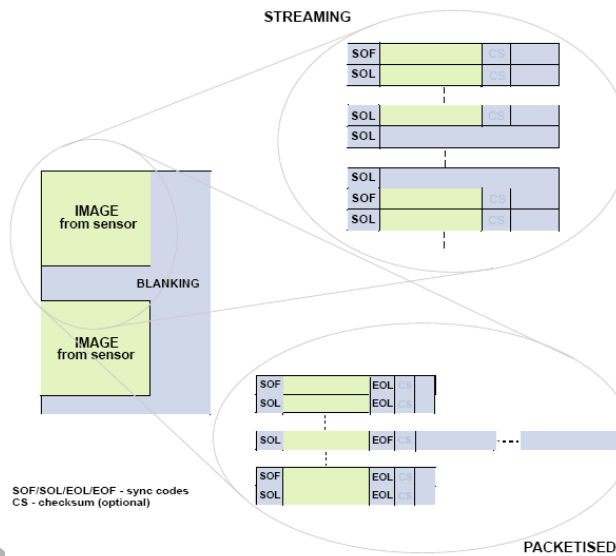 STREAMING
SOF CS
SOL CS
SOL CS
SOL
SOL
SOF CS
SOL CS
IMAGE
from sensor
BLANKING
IMAGE
from sensor
SOF EOL CS
SOL EOL CS
SOL EOF CS
SOF EOL CS
SOL EOL CS
SOF/SOL/EOL/EOF - sync codes
CS - checksum (optional)
PACKETISED